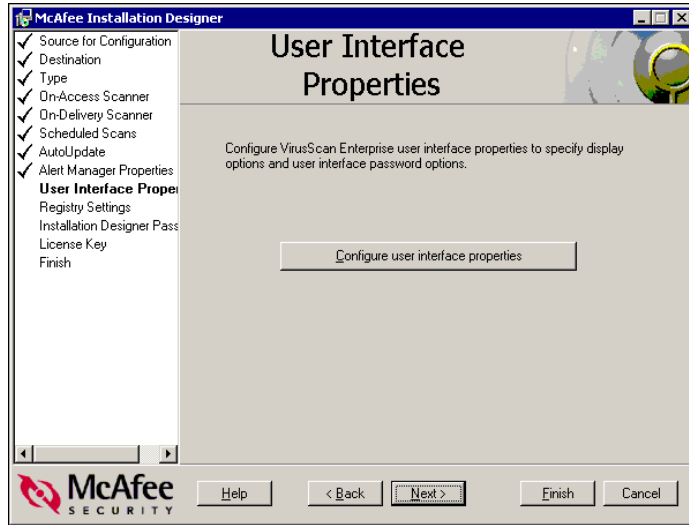 McAfee Installation Designer
Source for Configuration
Destination
Type
On-Access Scanner
On-Delivery Scanner
Scheduled Scans
AutoUpdate
Alert Manager Properties
User Interface Proper
Registry Settings
Installation Designer Pass
License Key
Finish
User Interface
Properties
Configure VirusScan Enterprise user interface properties to specify display
options and user interface password options.
Configure user interface properties
McAfee
SECURITY
Help
< Back
Next >
Finish
Cancel